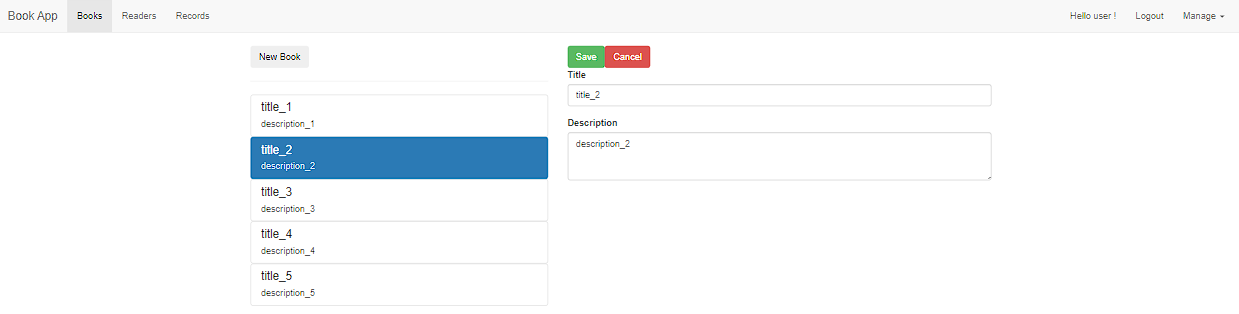 Book App Books Readers Records Hello user ! Logout Manage
New Book
title_1
description_1
title_2
description_2
title_3
description_3
title_4
description_4
title_5
description_5
Save Cancel
Title
title_2
Description
description_2